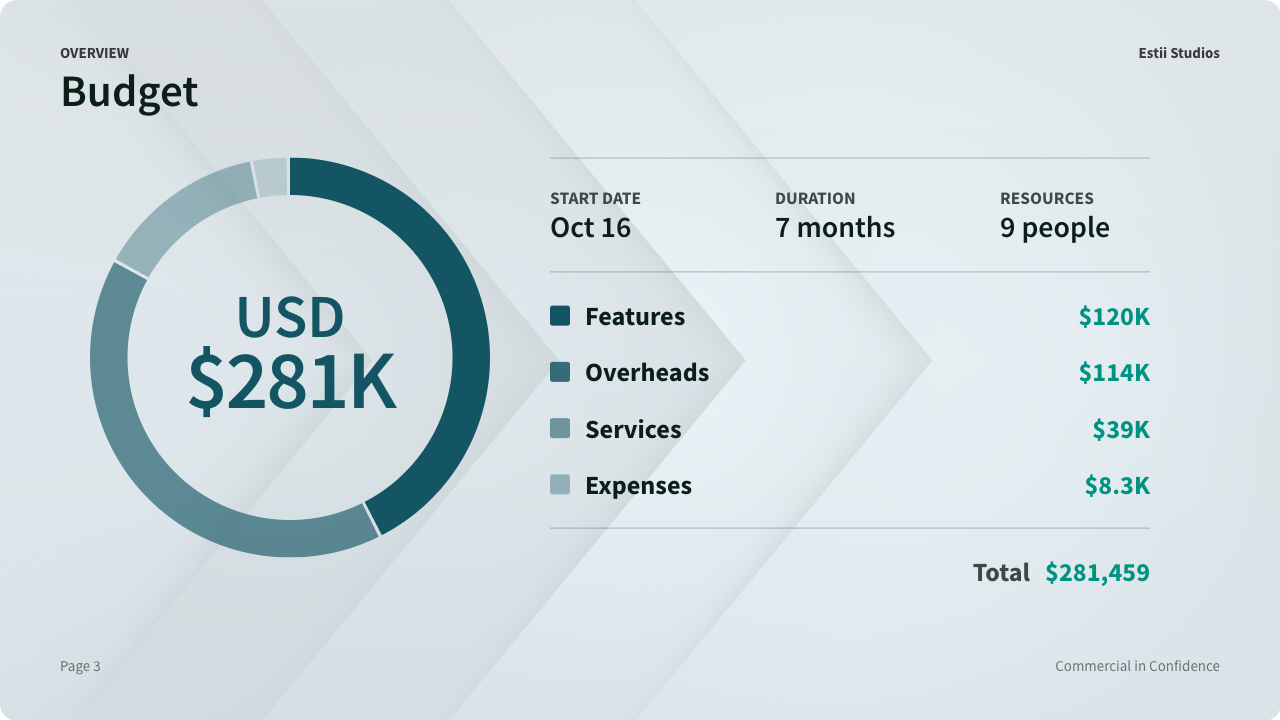 OVERVIEW
Estii Studios
Budget
USD
$281K
START DATE
Oct 16
DURATION
7 months
RESOURCES
9 people
Features $120K
Overheads $114K
Services $39K
Expenses $8.3K
Total $281,459
Page 3
Commercial in Confidence